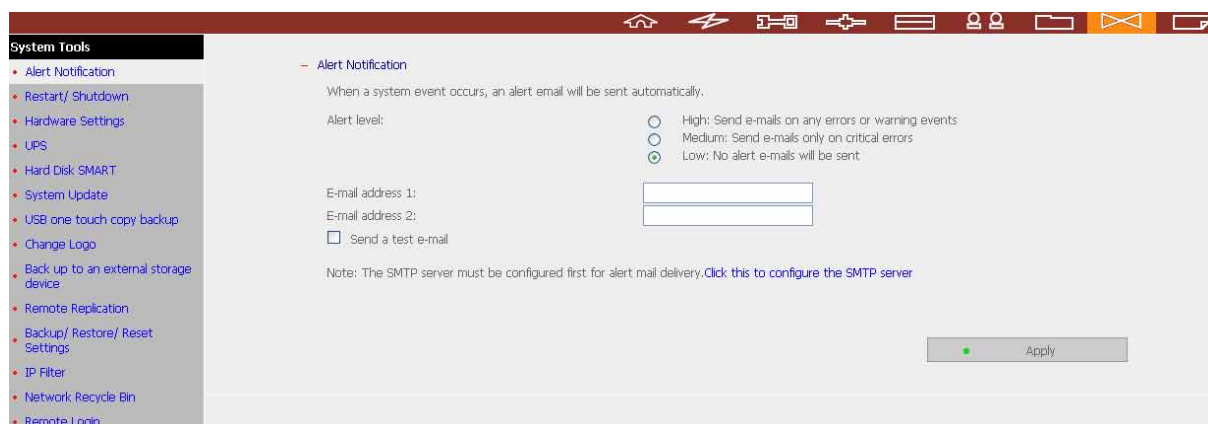 System Tools
Alert Notification
Restart/ Shutdown
Hardware Settings
UPS
Hard Disk SMART
System Update
USB one touch copy backup
Change Logo
Back up to an external storage
device
Remote Replication
Backup/ Restore/ Reset
Settings
IP Filter
Network Recycle Bin
Remote Login
– Alert Notification
When a system event occurs, an alert email will be sent automatically.
Alert level:
High: Send e-mails on any errors or warning events
Medium: Send e-mails only on critical errors
Low: No alert e-mails will be sent
E-mail address 1:
E-mail address 2:
Send a test e-mail
Note: The SMTP server must be configured first for alert mail delivery.Click this to configure the SMTP server
Apply